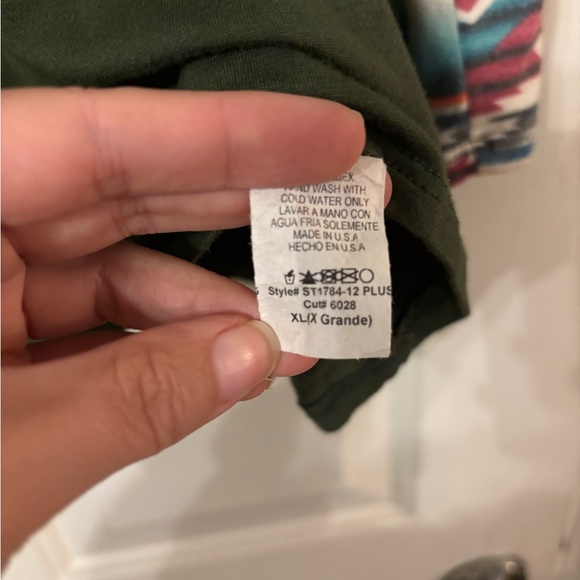 WASH WITH
COLD WATER ONLY
LAVAR A MANO CON
AGUA FRIA SOLEMENTE
MADE IN U.S.A
HECHO EN U.S.A
Style# ST1784-12 PLUS
Cut# 6028
XL(X Grande)